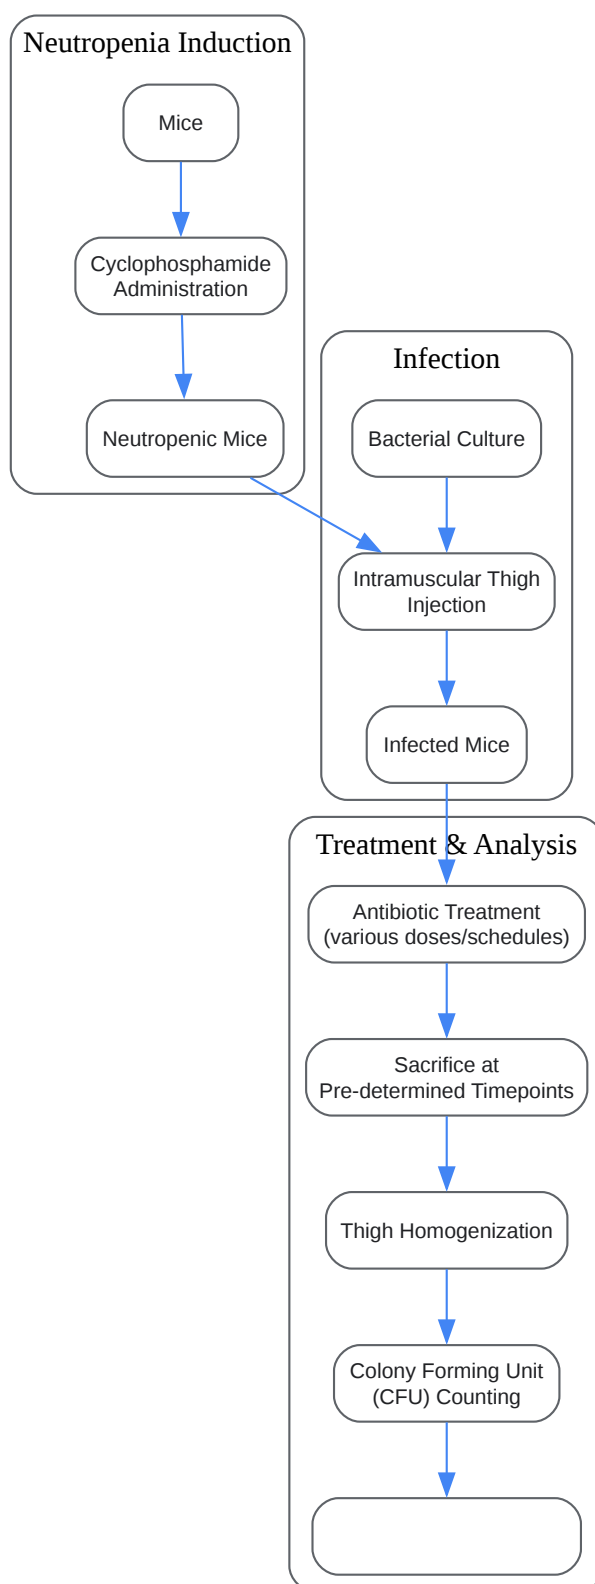 Neutropenia Induction
Mice
Cyclophosphamide
Administration
Neutropenic Mice
Infection
Bacterial Culture
Intramuscular Thigh
Injection
Infected Mice
Treatment & Analysis
Antibiotic Treatment
(various doses/schedules)
Sacrifice at
Pre-determined Timepoints
Thigh Homogenization
Colony Forming Unit
(CFU) Counting